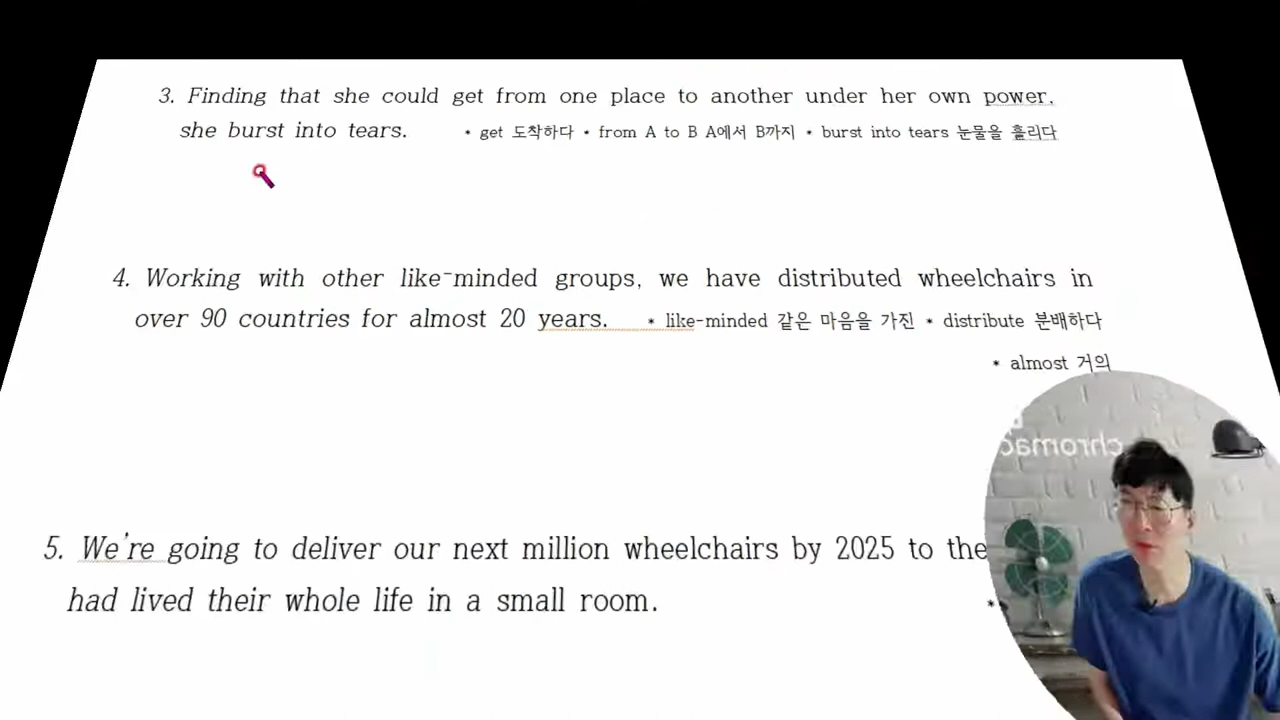 3. Finding that she could get from one place to another under her own power,
she burst into tears. * get 도착하다 * from A to B A에서 B까지 * burst into tears 눈물을 흘리다
4. Working with other like-minded groups, we have distributed wheelchairs in
over 90 countries for almost 20 years. * like-minded 같은 마음을 가진 * distribute 분배하다
* almost 거의
5. We're going to deliver our next million wheelchairs by 2025 to the
had lived their whole life in a small room. *